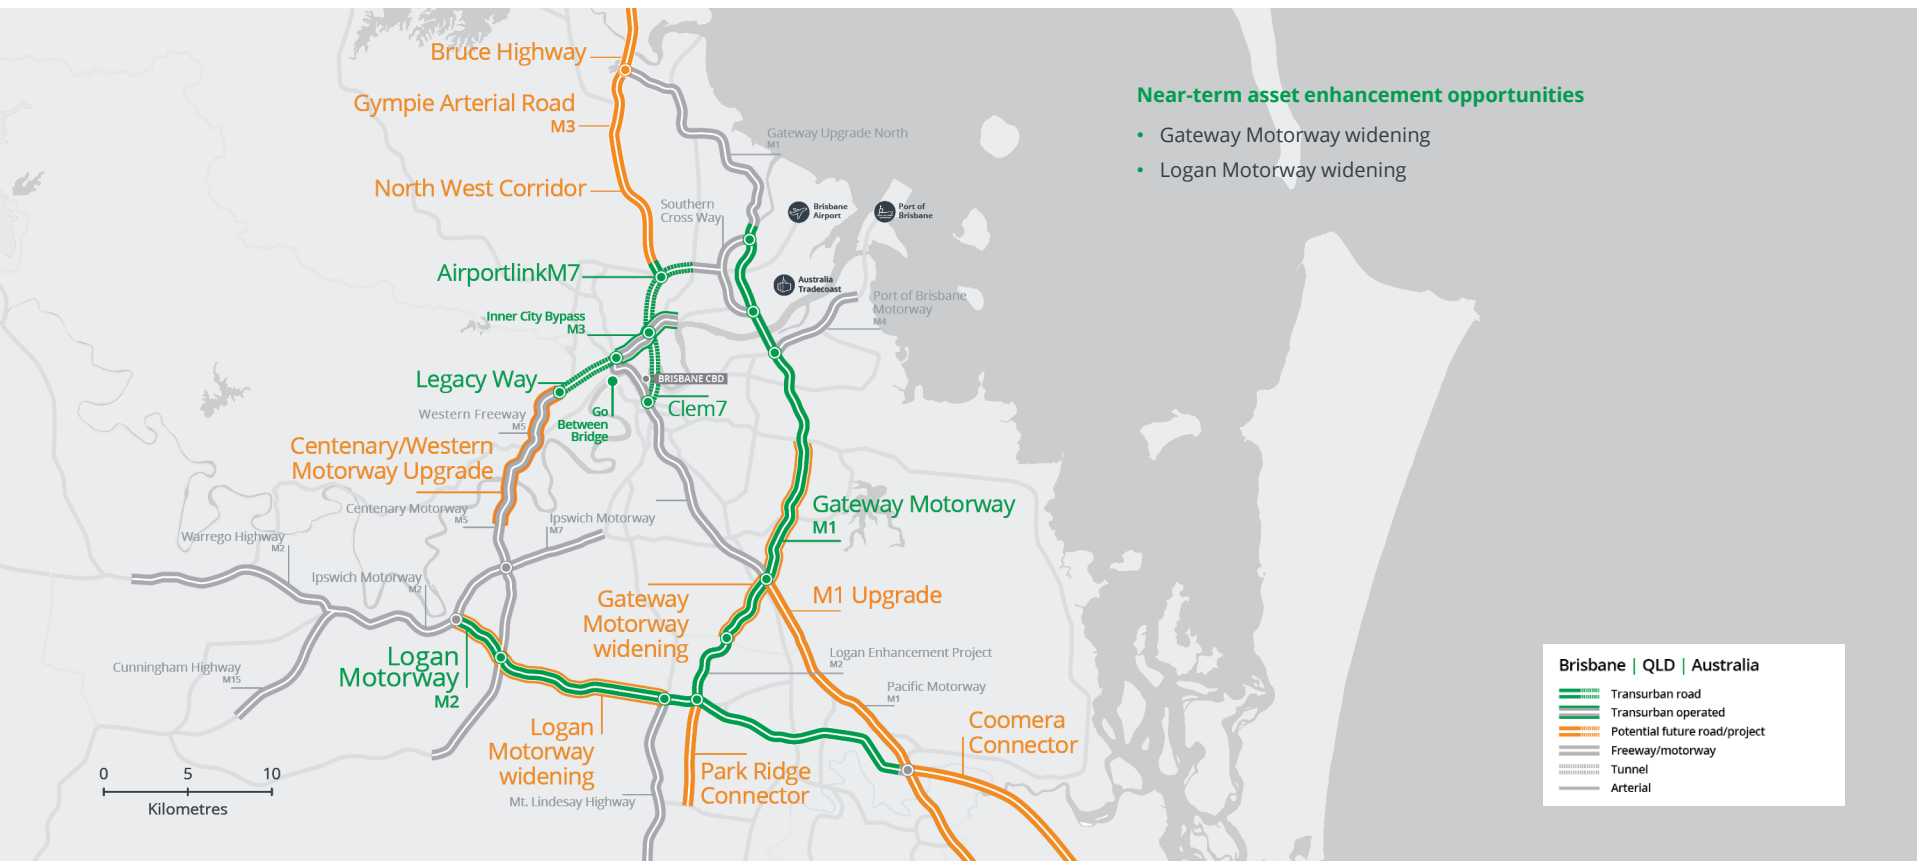 Bruce Highway
Gympie Arterial Road
M3
North West Corridor
Gateway Upgrade North
M1
Southern
Cross Way
Brisbane
Airport
Port of
Brisbane
AirportlinkM7
Australia
Tradecoast
Port of Brisbane
Motorway
M4
Inner City Bypass
M3
Legacy Way
BRISBANE CBD
Clem7
Go
Between
Bridge
Western Freeway
M5
Centenary/Western
Motorway Upgrade
Centenary Motorway
M5
Ipswich Motorway
M7
Gateway Motorway
M1
Warrego Highway
M2
Ipswich Motorway
M2
Gateway
Motorway
widening
M1 Upgrade
Logan Enhancement Project
M2
Cunningham Highway
M15
Logan
Motorway
M2
Pacific Motorway
M1
Logan
Motorway
widening
Coomera
Connector
Park Ridge
Connector
Mt. Lindesay Highway
0 5 10
Kilometres
Near-term asset enhancement opportunities
• Gateway Motorway widening
• Logan Motorway widening
Brisbane | QLD | Australia
Transurban road
Transurban operated
Potential future road/project
Freeway/motorway
Tunnel
Arterial